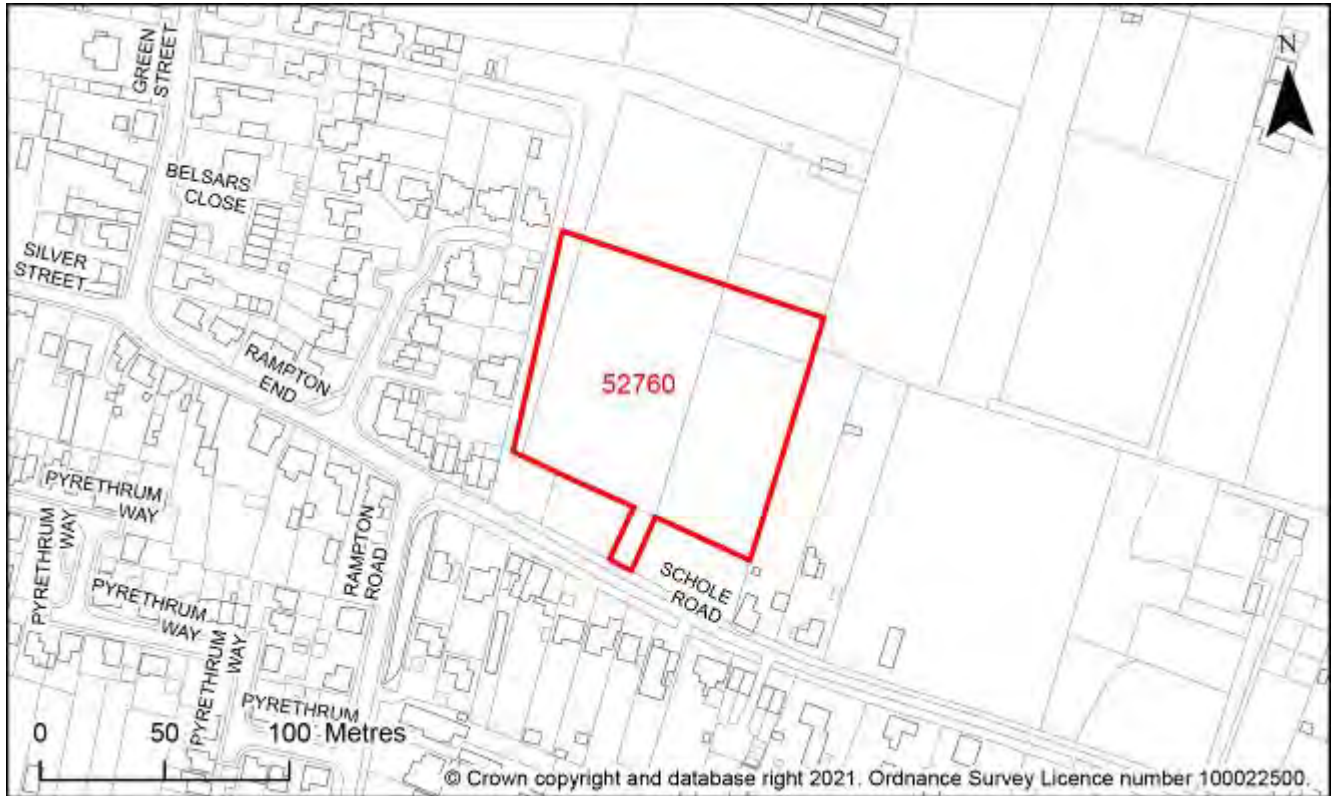 GREEN
STREET
N
BELSARS
CLOSE
SILVER
STREET
RAMPTON
END
52760
PYRETHRUM
WAY
PYRETHRUM
WAY
RAMPTON
ROAD
SCHOLE
ROAD
PYRETHRUM
WAY
PYRETHRUM
WAY
PYRETHRUM
0 50 100 Metres
© Crown copyright and database right 2021. Ordnance Survey Licence number 100022500.